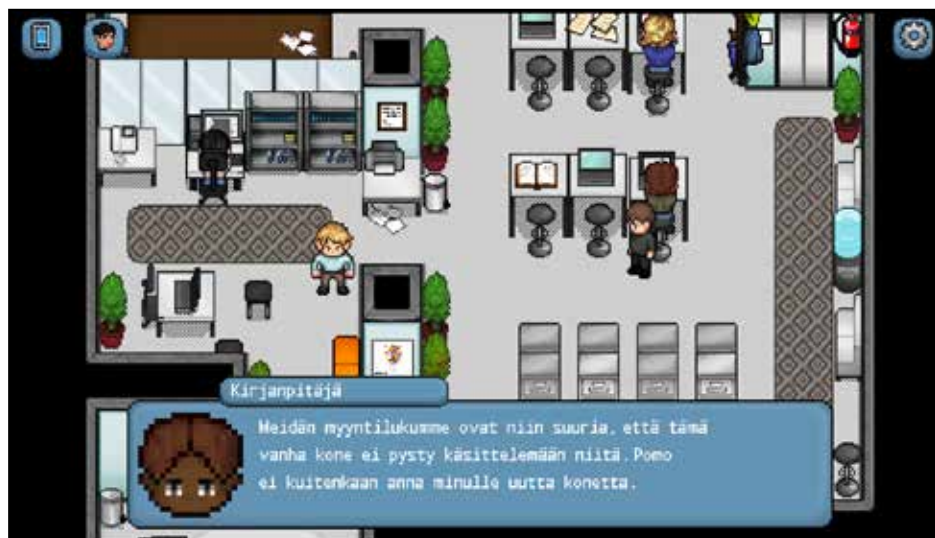 Kirjanpitäjä
Meidän myyntilukumme ovat niin suuria, että tämä
vanha kone ei pysty käsittelemään niitä. Pomo
ei kuitenkaan anna minulle uutta konetta.